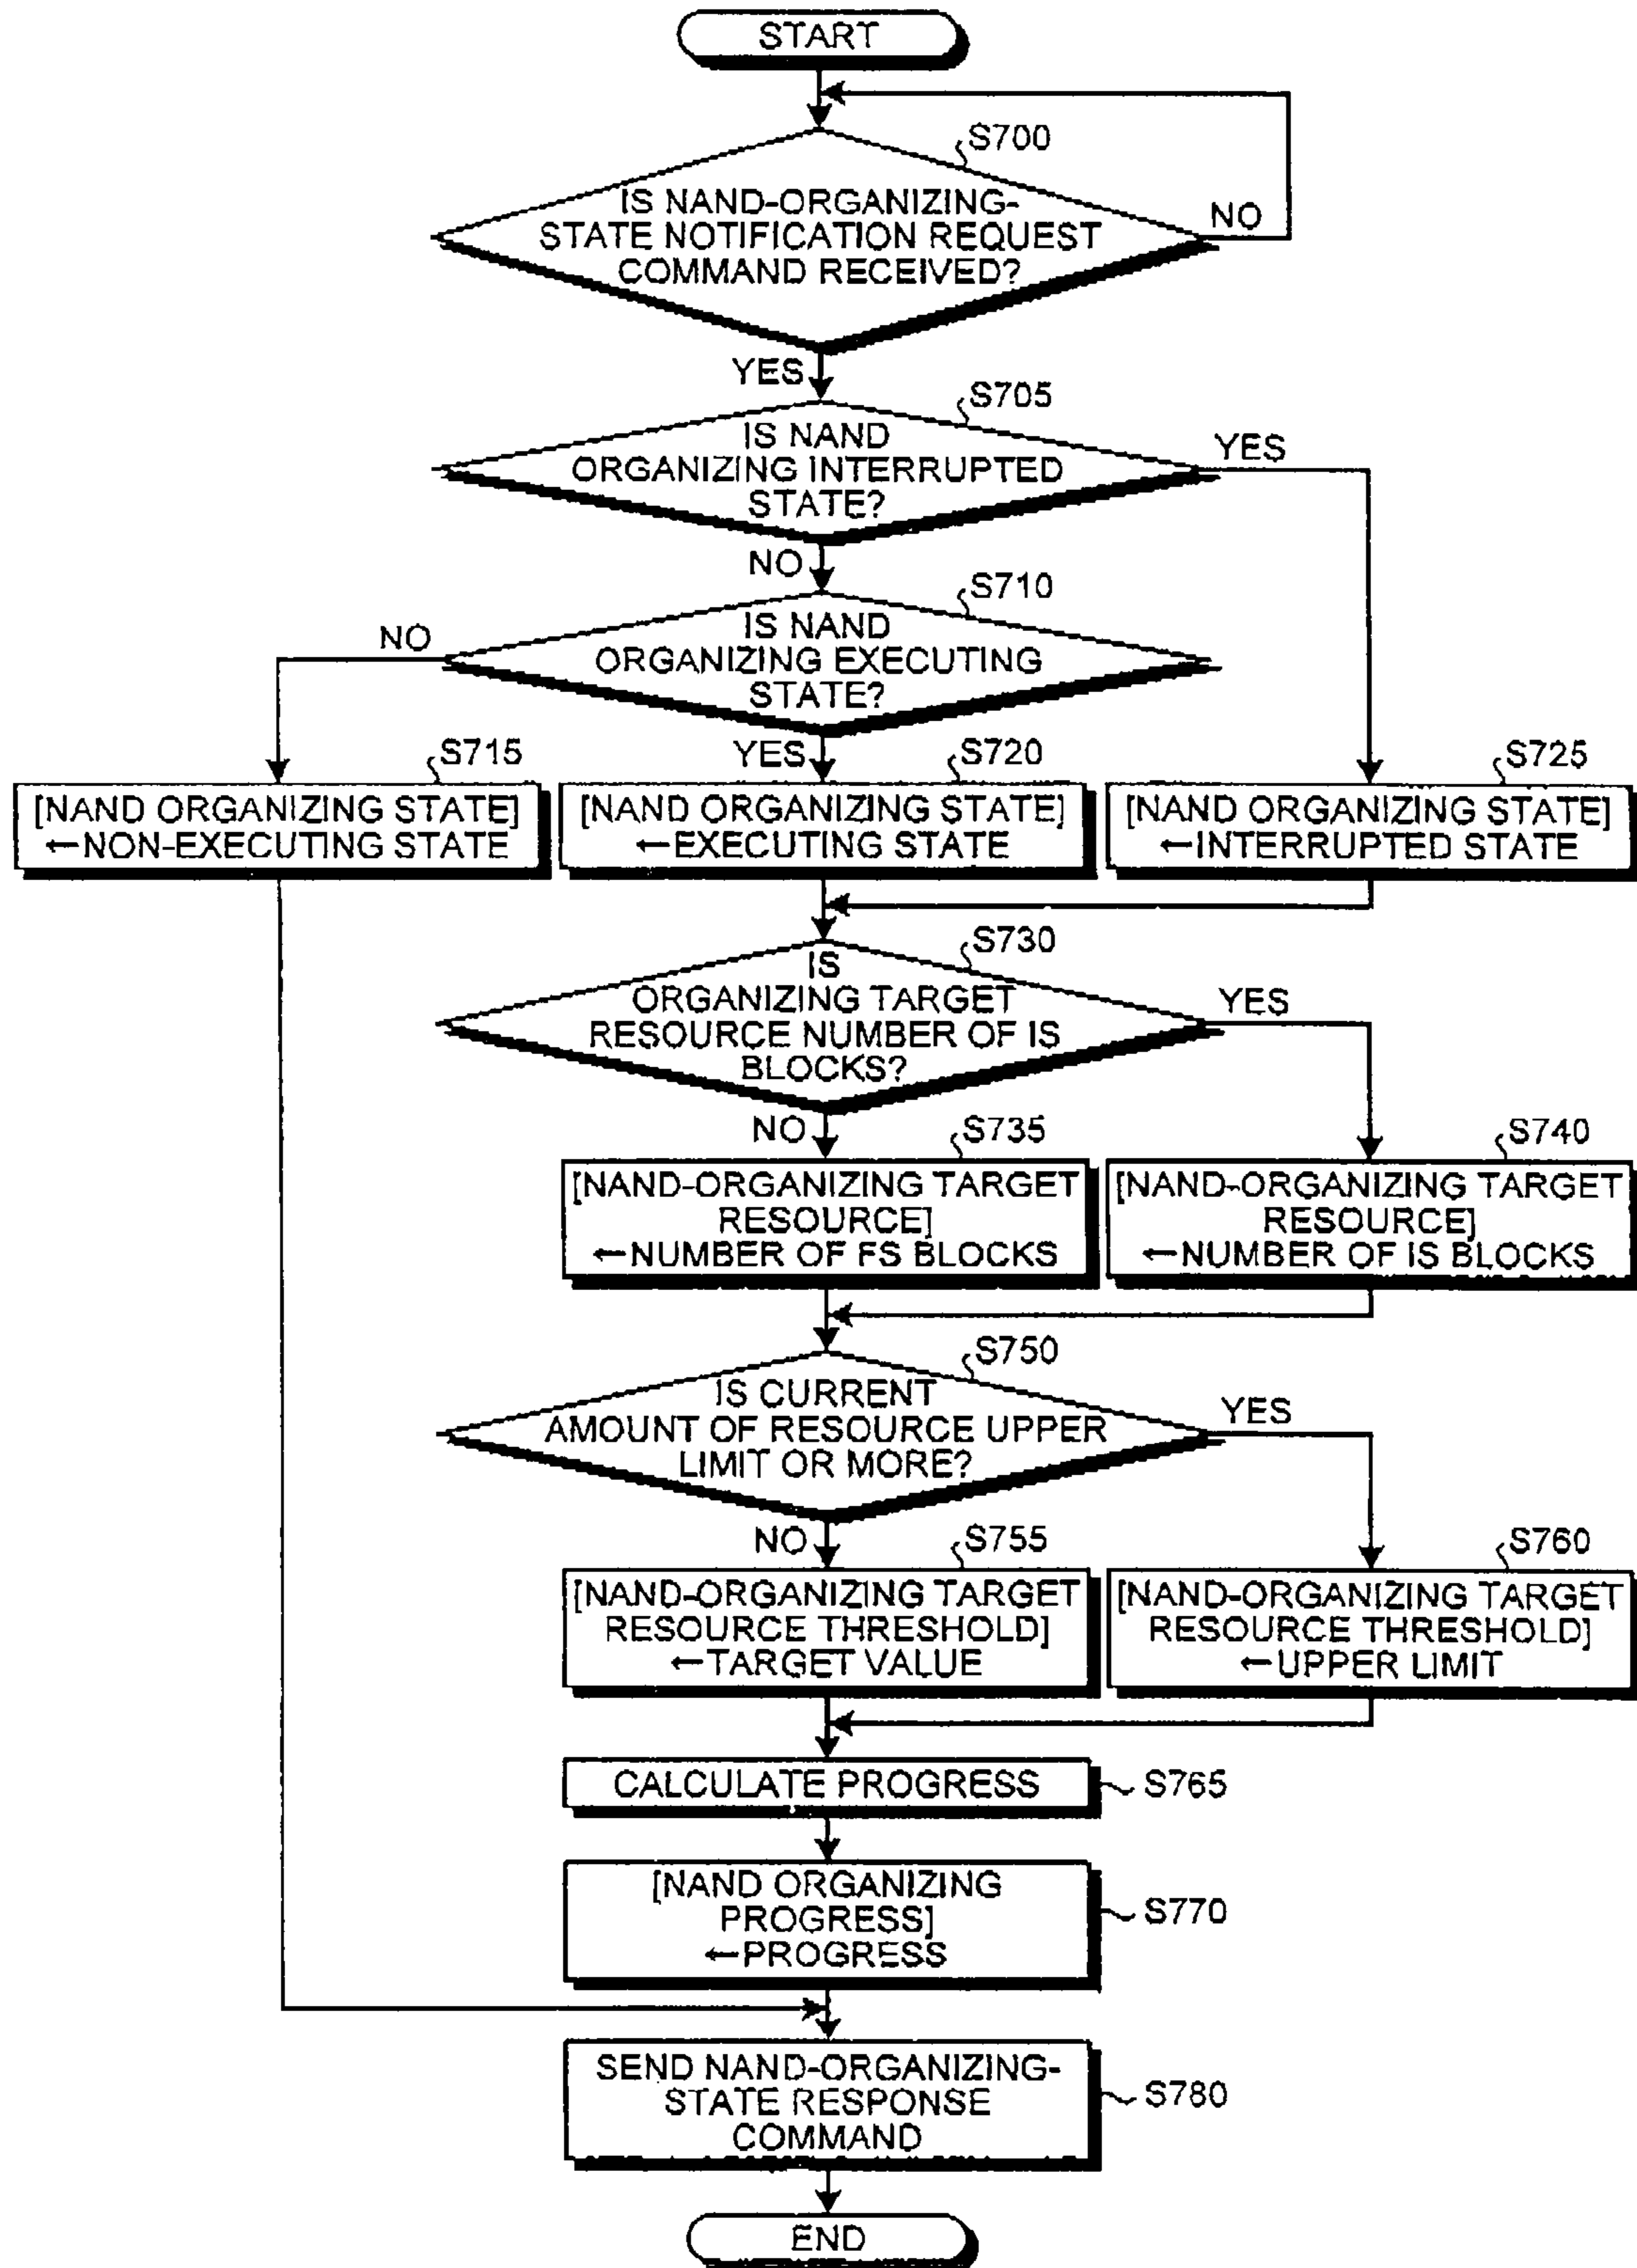 START
S700
IS NAND-ORGANIZING-
STATE NOTIFICATION REQUEST
COMMAND RECEIVED?
NO
YES
S705
IS NAND
ORGANIZING INTERRUPTED
STATE?
YES
NO
S710
IS NAND
ORGANIZING EXECUTING
STATE?
NO
YES
S715
[NAND ORGANIZING STATE]
←NON-EXECUTING STATE
S720
[NAND ORGANIZING STATE]
←EXECUTING STATE
S725
[NAND ORGANIZING STATE]
←INTERRUPTED STATE
S730
IS
ORGANIZING TARGET
RESOURCE NUMBER OF IS
BLOCKS?
YES
NO
S735
[NAND-ORGANIZING TARGET
RESOURCE]
←NUMBER OF FS BLOCKS
S740
[NAND-ORGANIZING TARGET
RESOURCE]
←NUMBER OF IS BLOCKS
S750
IS CURRENT
AMOUNT OF RESOURCE UPPER
LIMIT OR MORE?
YES
NO
S755
[NAND-ORGANIZING TARGET
RESOURCE THRESHOLD]
←TARGET VALUE
S760
[NAND-ORGANIZING TARGET
RESOURCE THRESHOLD]
←UPPER LIMIT
CALCULATE PROGRESS
S765
[NAND ORGANIZING
PROGRESS]
←PROGRESS
S770
SEND NAND-ORGANIZING-
STATE RESPONSE
COMMAND
S780
END